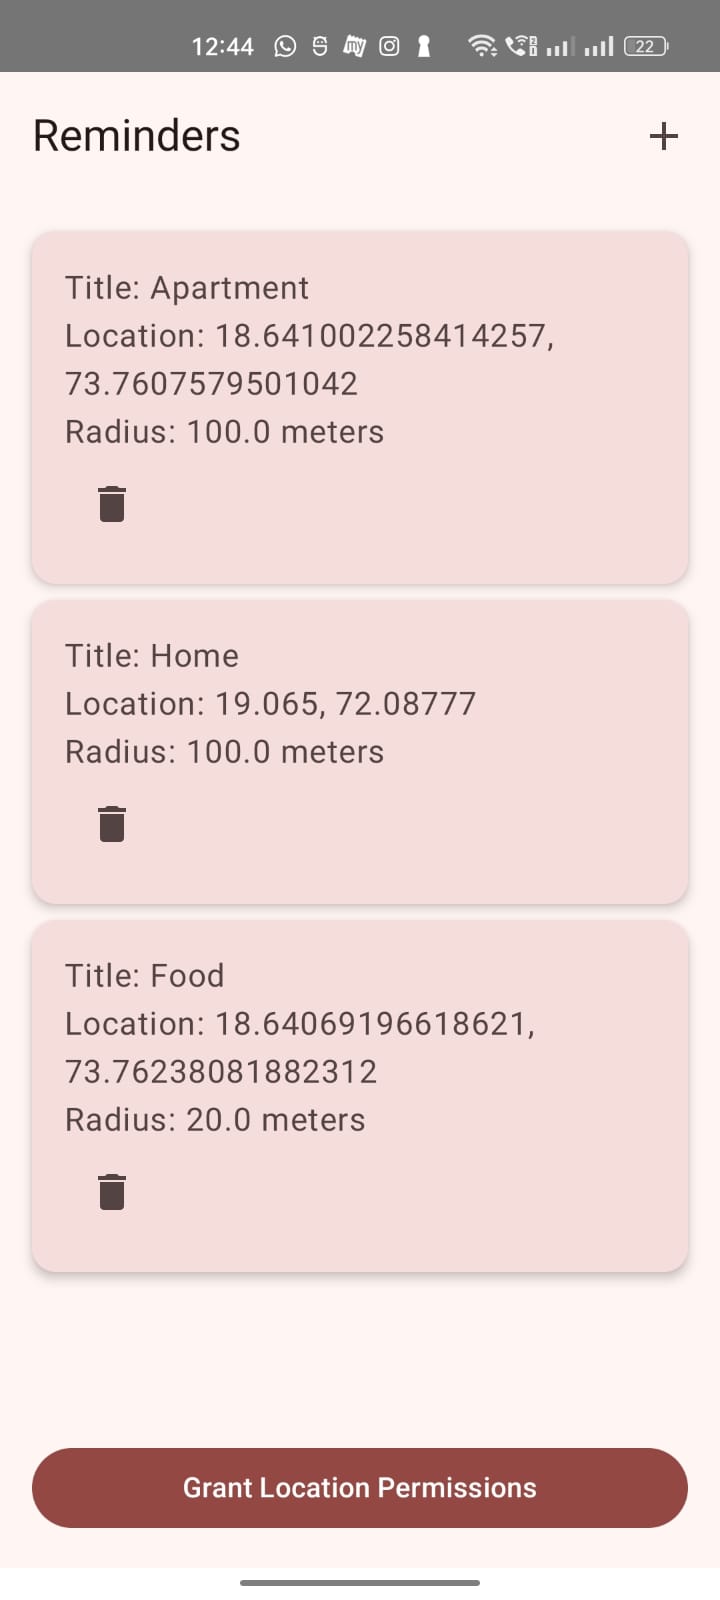 12:44
22
Reminders
Title: Apartment
Location: 18.641002258414257,
73.7607579501042
Radius: 100.0 meters
Title: Home
Location: 19.065, 72.08777
Radius: 100.0 meters
Title: Food
Location: 18.64069196618621,
73.76238081882312
Radius: 20.0 meters
Grant Location Permissions